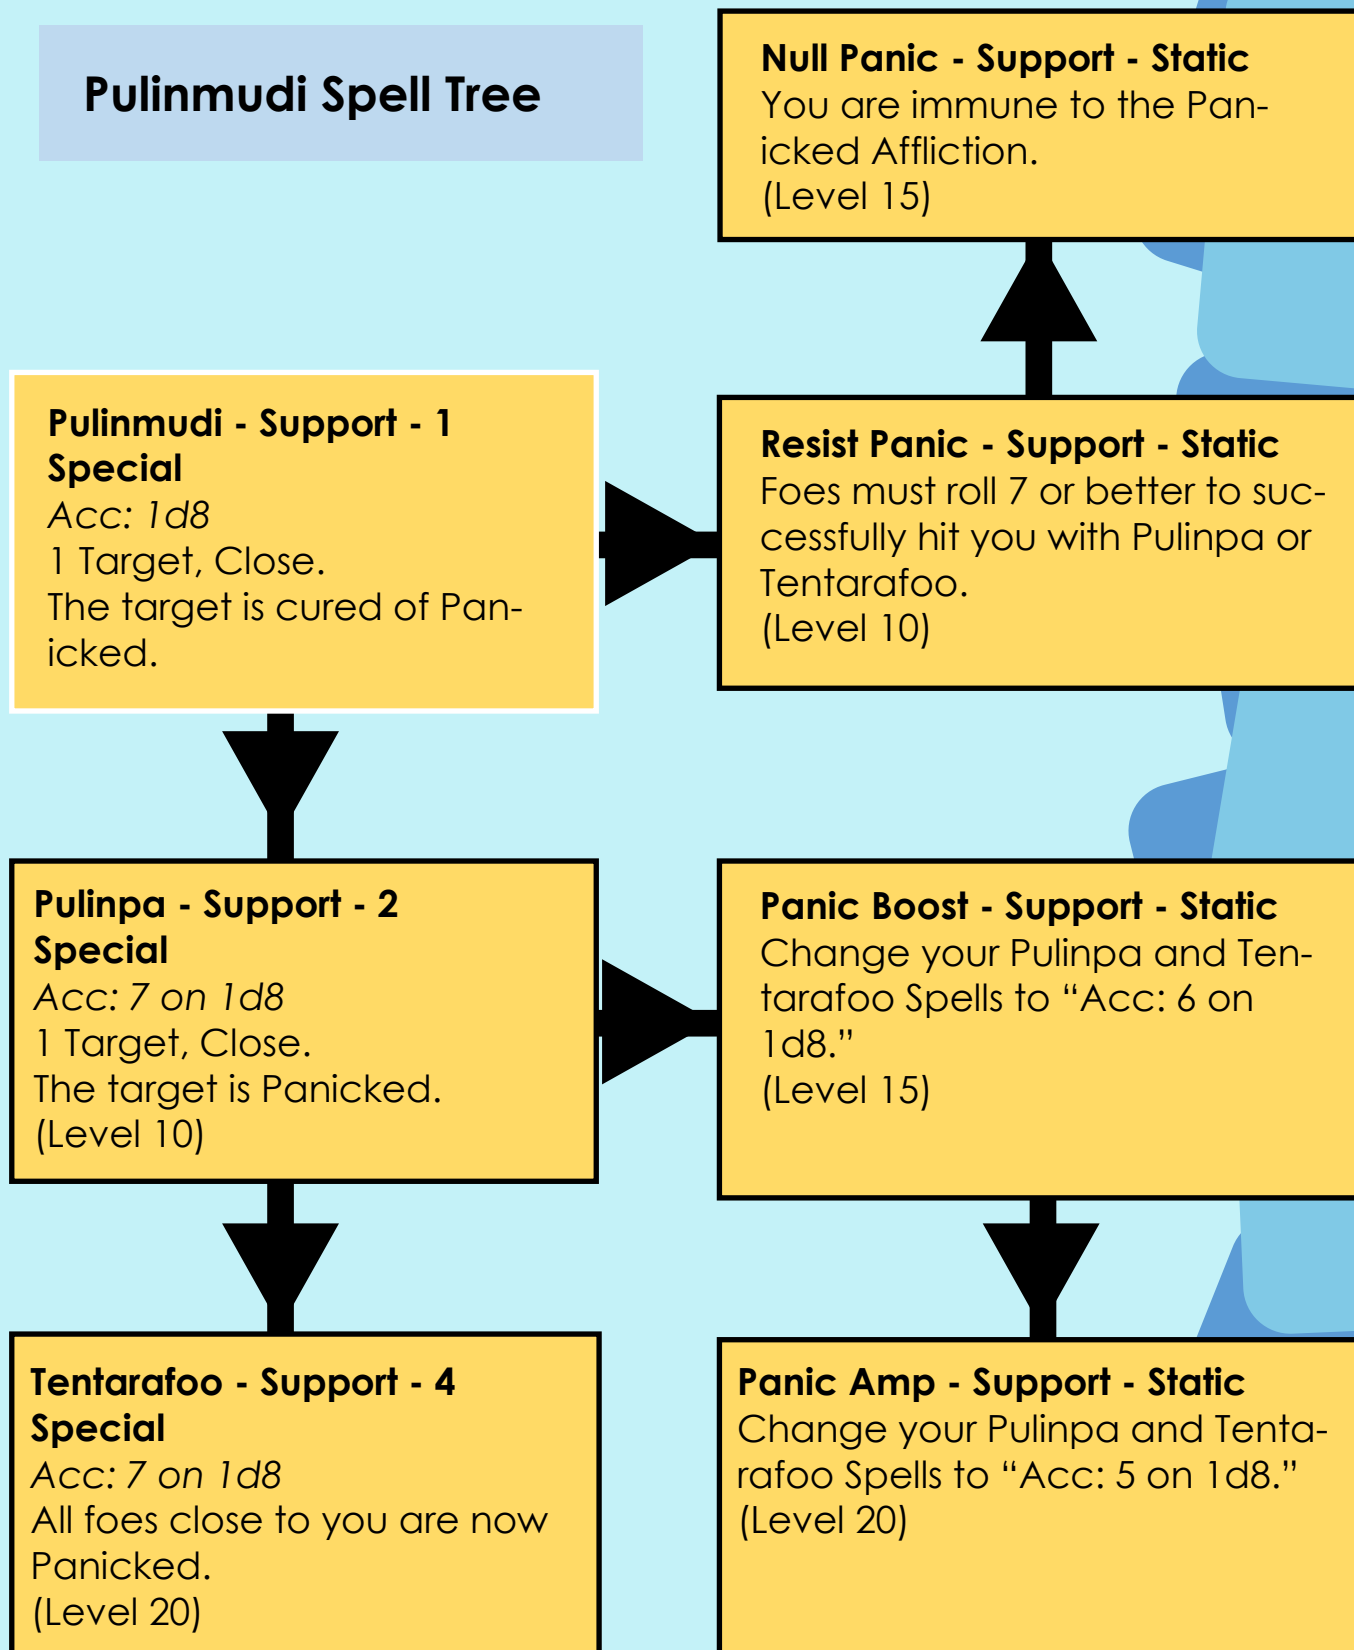 Pulinmudi Spell Tree
Null Panic - Support - Static
You are immune to the Pan-
icked Affliction.
(Level 15)
Pulinmudi - Support - 1
Special
Acc: 1d8
1 Target, Close.
The target is cured of Pan-
icked.
Resist Panic - Support - Static
Foes must roll 7 or better to suc-
cessfully hit you with Pulinpa or
Tentarafoo.
(Level 10)
Pulinpa - Support - 2
Special
Acc: 7 on 1d8
1 Target, Close.
The target is Panicked.
(Level 10)
Panic Boost - Support - Static
Change your Pulinpa and Ten-
tarafoo Spells to “Acc: 6 on
1d8.”
(Level 15)
Tentarafoo - Support - 4
Special
Acc: 7 on 1d8
All foes close to you are now
Panicked.
(Level 20)
Panic Amp - Support - Static
Change your Pulinpa and Tenta-
rafoo Spells to “Acc: 5 on 1d8.”
(Level 20)